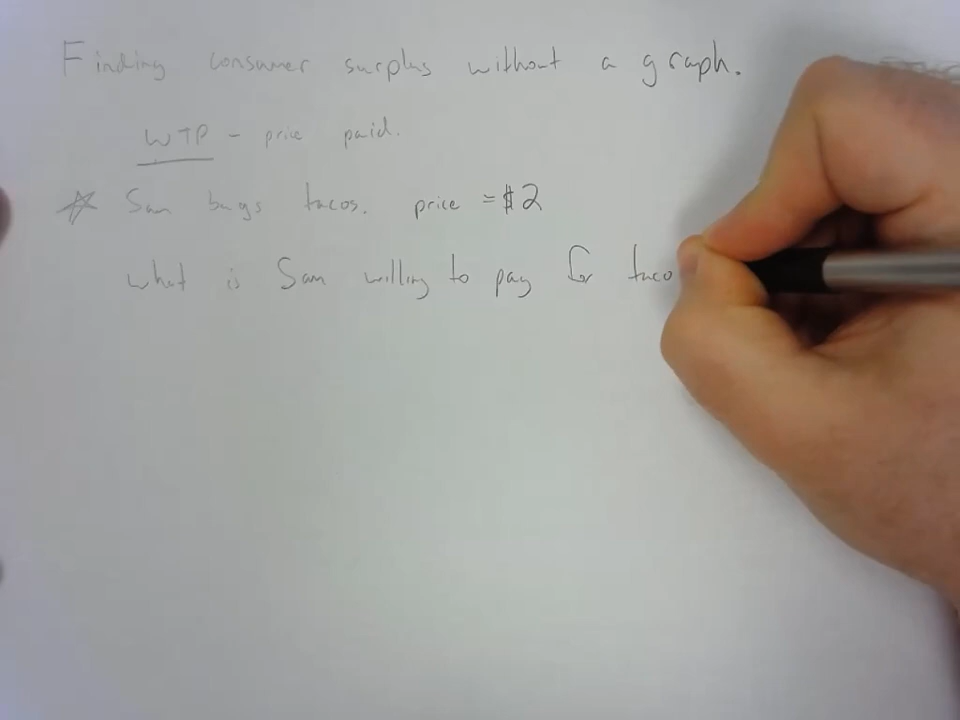 Finding consumer surplus without a graph.
WTP - price paid.
☆ Sam buys tacos. price = $2
what is Sam willing to pay for taco